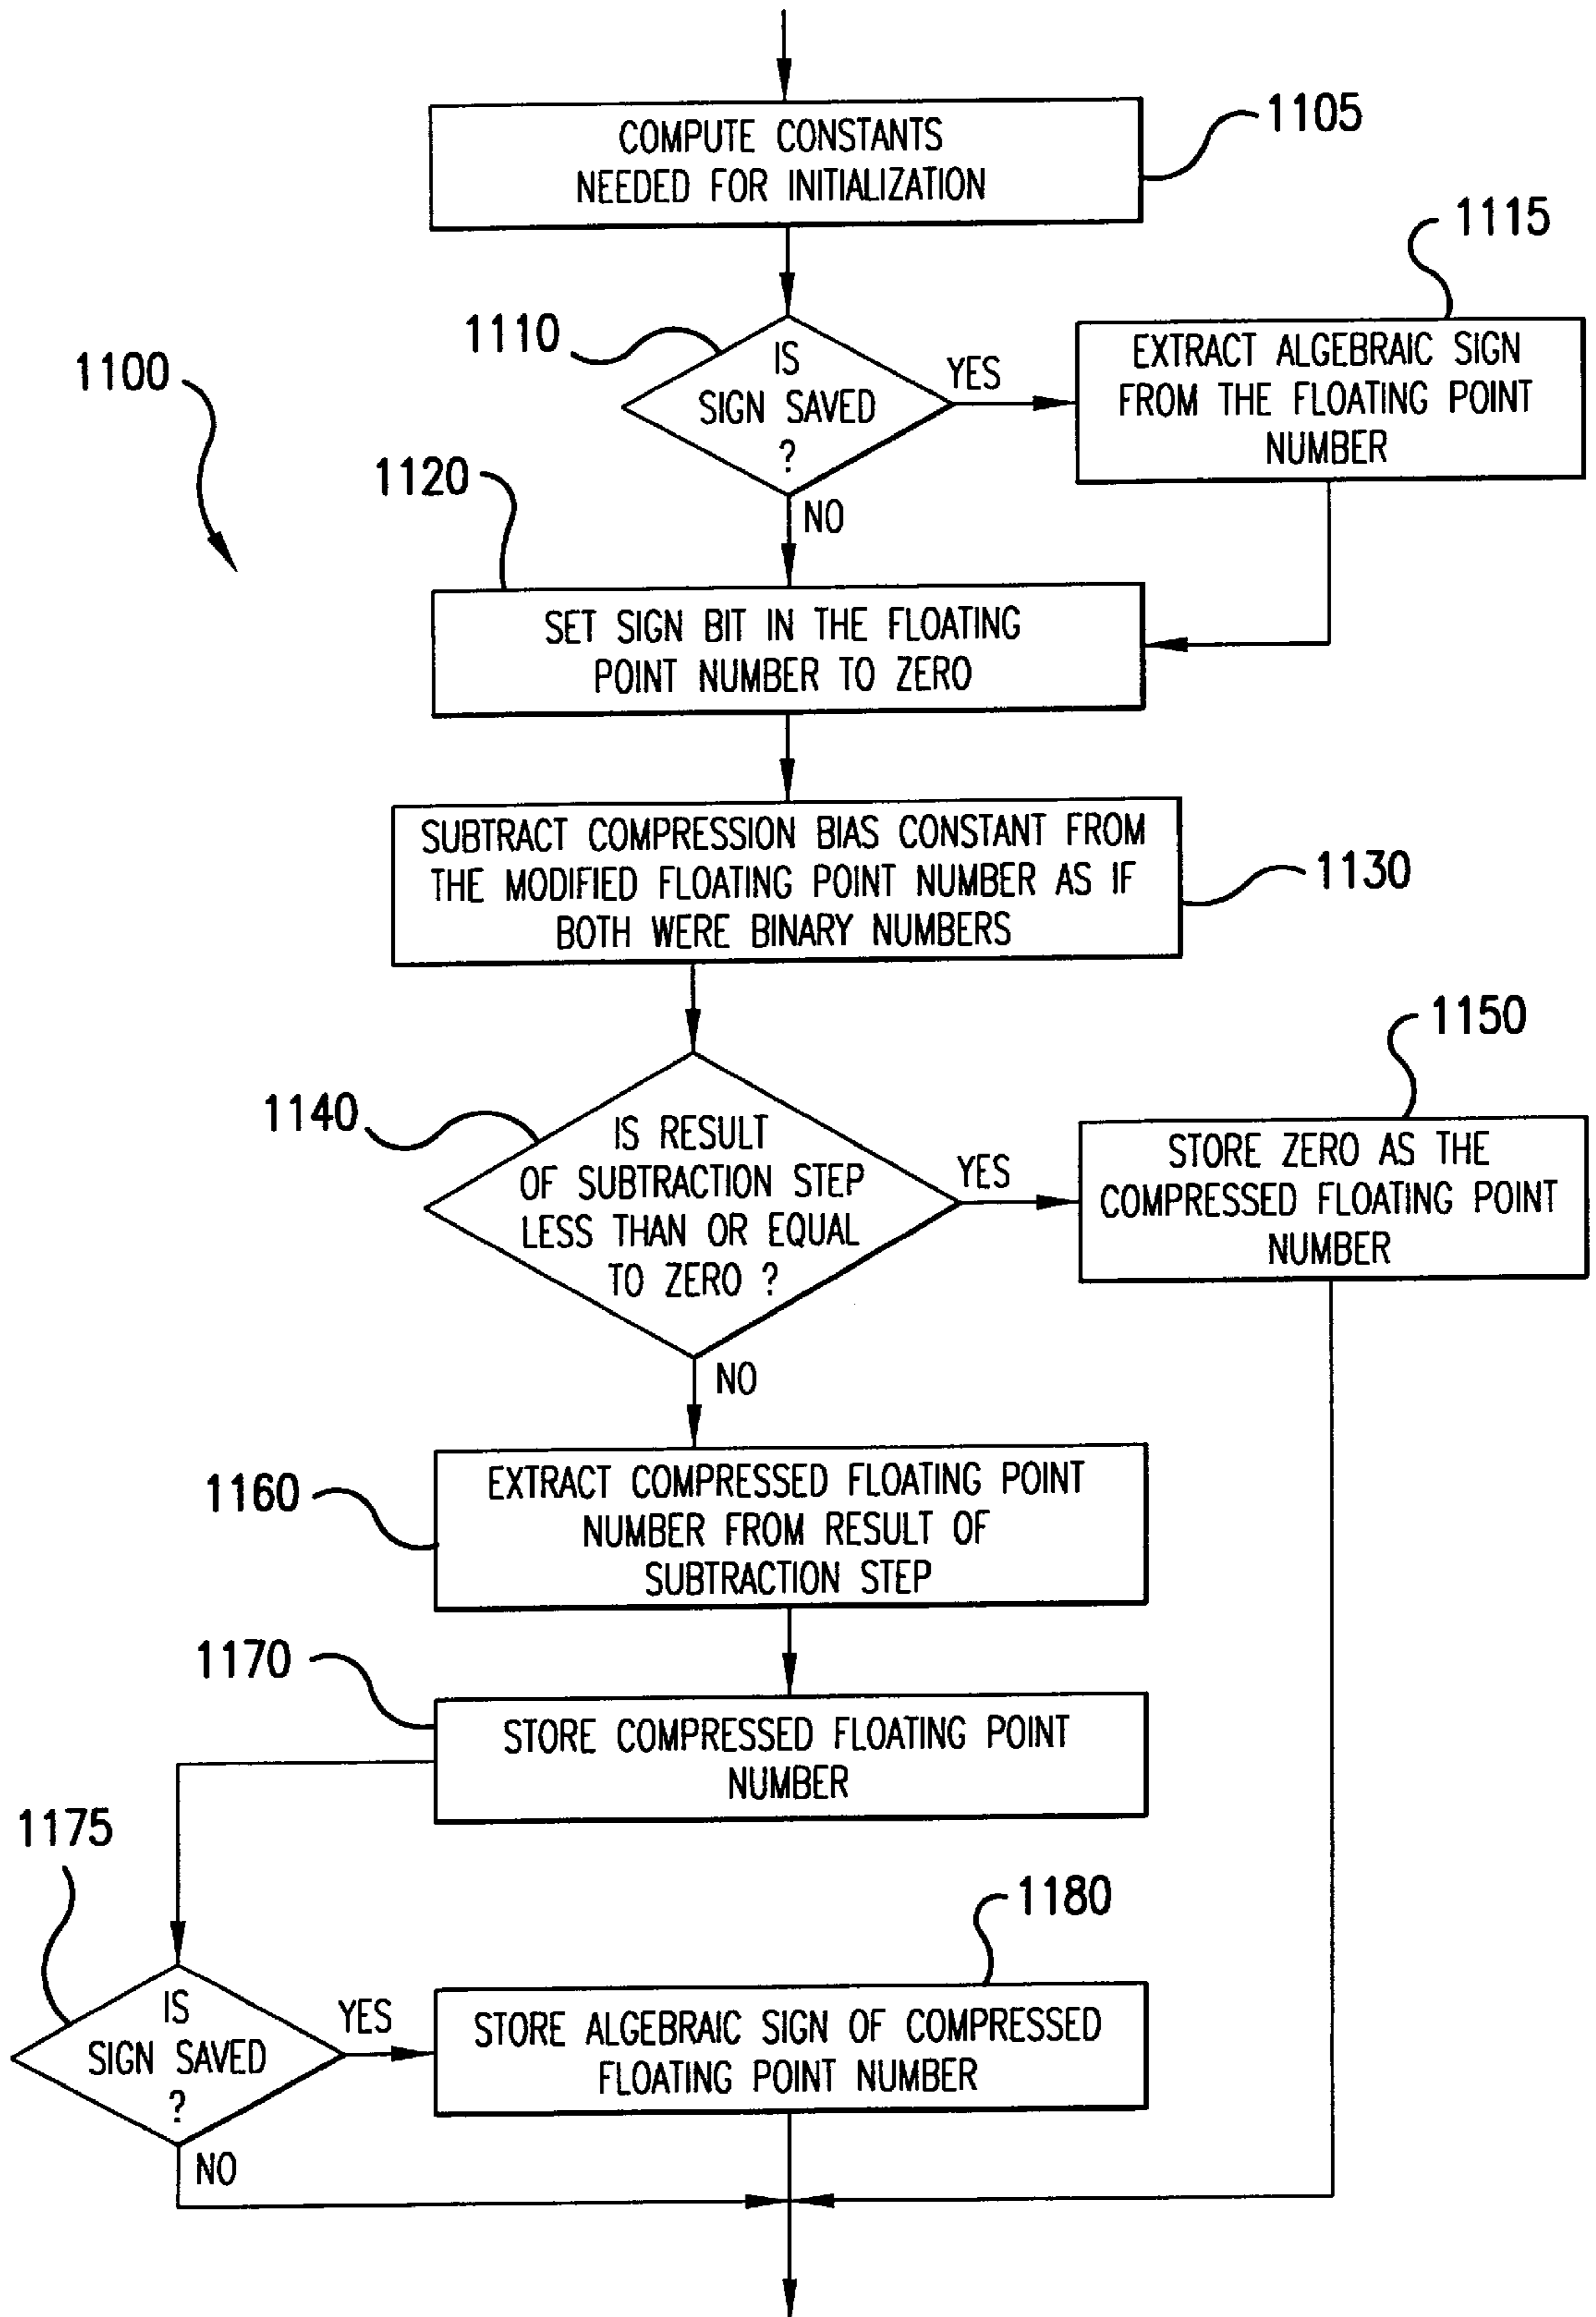 COMPUTE CONSTANTS
NEEDED FOR INITIALIZATION
1105
1115
1110
IS
SIGN SAVED
?
YES
EXTRACT ALGEBRAIC SIGN
FROM THE FLOATING POINT
NUMBER
1100
1120
NO
SET SIGN BIT IN THE FLOATING
POINT NUMBER TO ZERO
SUBTRACT COMPRESSION BIAS CONSTANT FROM
THE MODIFIED FLOATING POINT NUMBER AS IF
BOTH WERE BINARY NUMBERS
1130
1150
1140
IS RESULT
OF SUBTRACTION STEP
LESS THAN OR EQUAL
TO ZERO ?
YES
STORE ZERO AS THE
COMPRESSED FLOATING POINT
NUMBER
NO
1160
EXTRACT COMPRESSED FLOATING POINT
NUMBER FROM RESULT OF
SUBTRACTION STEP
1170
STORE COMPRESSED FLOATING POINT
NUMBER
1175
1180
IS
SIGN SAVED
?
YES
STORE ALGEBRAIC SIGN OF COMPRESSED
FLOATING POINT NUMBER
NO